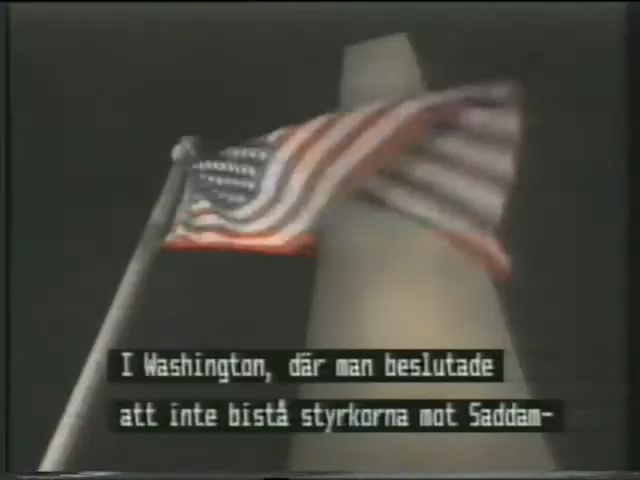 I Washington, där man beslutade
att inte bistå styrkorna mot Saddam-